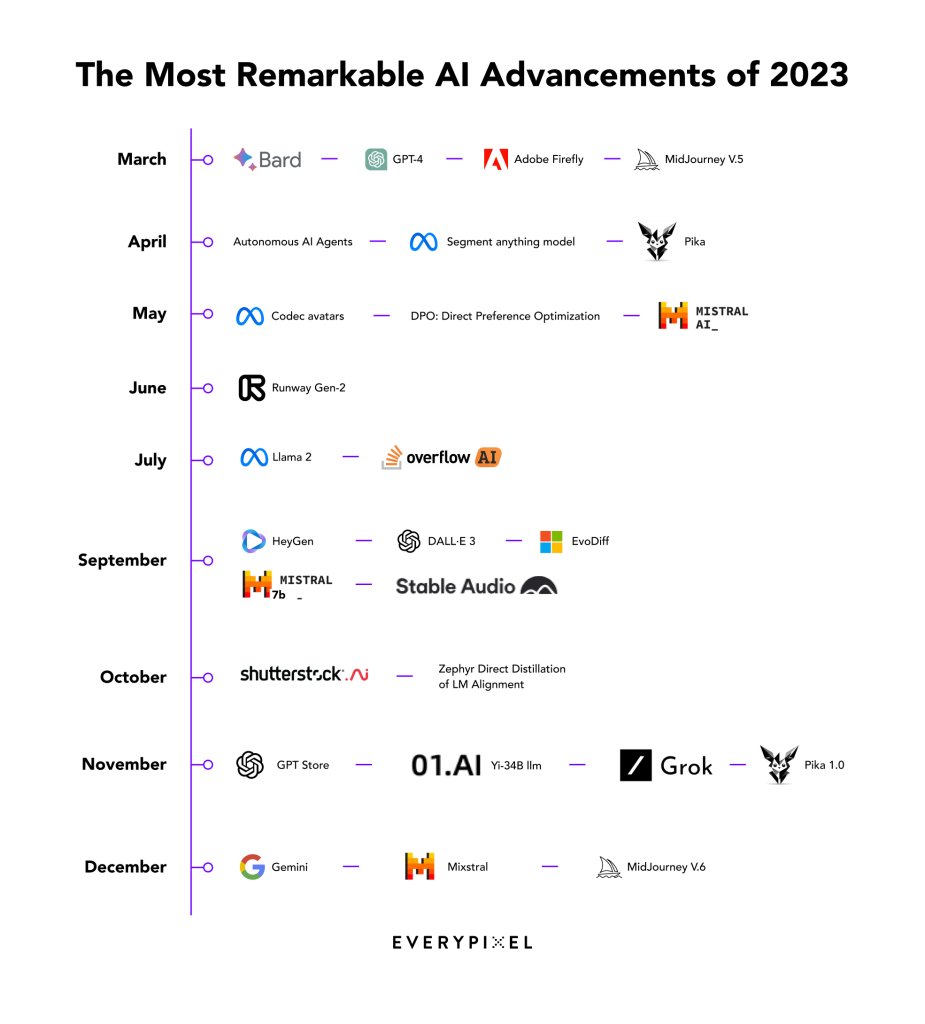 The Most Remarkable AI Advancements of 2023
March
Bard
GPT-4
Adobe Firefly
MidJourney V.5
April
Autonomous AI Agents
Segment anything model
Pika
May
Codec avatars
DPO: Direct Preference Optimization
MISTRAL
AI_
June
Runway Gen-2
July
Llama 2
overflow AI
September
HeyGen
DALL·E 3
EvoDiff
MISTRAL
7b _
Stable Audio
October
shutterstock.AI
Zephyr Direct Distillation
of LM Alignment
November
GPT Store
01.AI Yi-34B llm
Grok
Pika 1.0
December
Gemini
Mixstral
MidJourney V.6
EVERYPIXEL